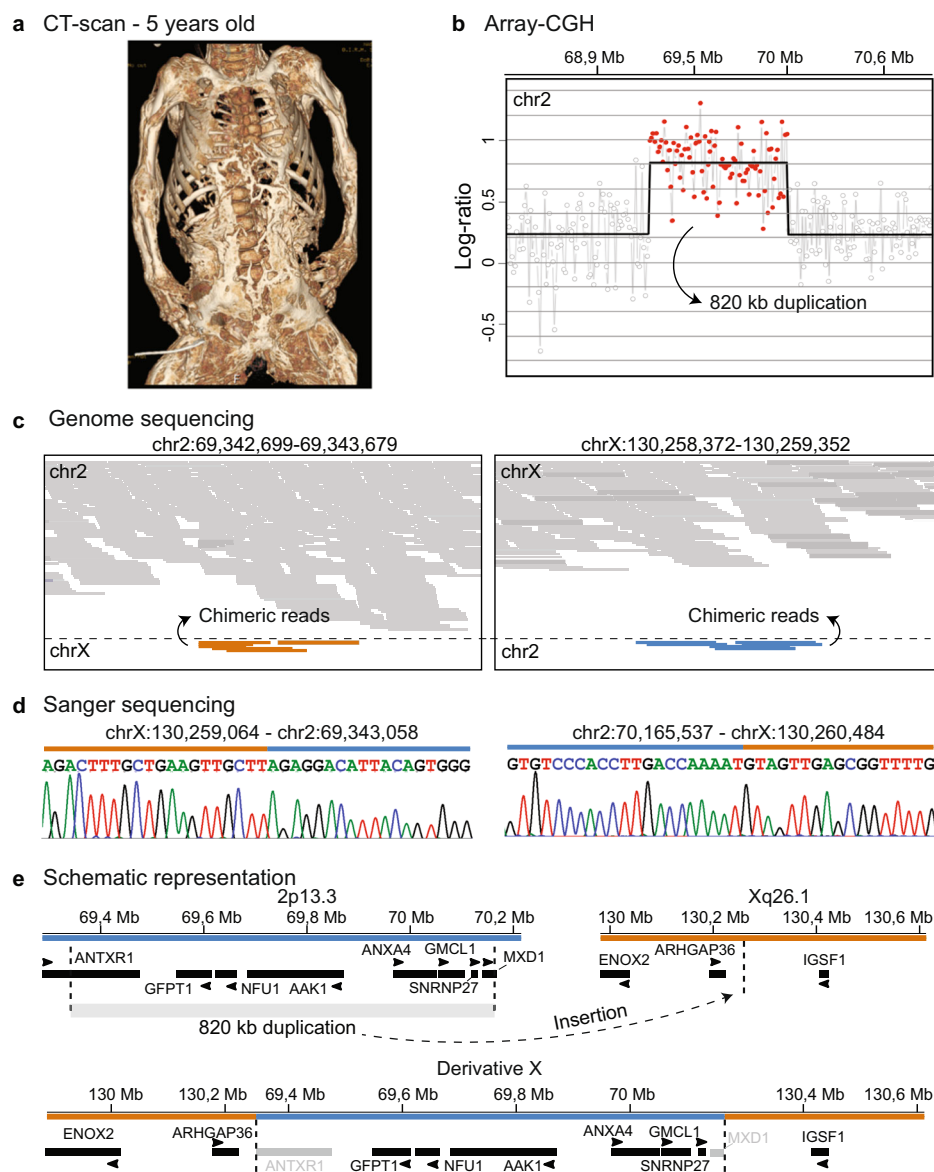 a CT-scan - 5 years old
b Array-CGH
68,9 Mb 69,5 Mb 70 Mb 70,6 Mb
chr2
Log-ratio
1
0.5
0
-0.5
820 kb duplication
c Genome sequencing
chr2:69,342,699-69,343,679
chrX:130,258,372-130,259,352
chr2
chrX
Chimeric reads
Chimeric reads
chrX
chr2
d Sanger sequencing
chrX:130,259,064 - chr2:69,343,058
chr2:70,165,537 - chrX:130,260,484
AGACTTTGCTGAAGTTGCTTAGAGGACATTACAGTGGG
GTGTCCCACCTTGACCAAAATGTAGTTGAGCGGTTTTG
e Schematic representation
2p13.3
Xq26.1
69,4 Mb 69,6 Mb 69,8 Mb 70 Mb 70,2 Mb
130 Mb 130,2 Mb 130,4 Mb 130,6 Mb
ANTXR1
ANXA4
GMCL1
MXD1
GFPT1
NFU1
AAK1
SNRNP27
ENOX2
ARHGAP36
IGSF1
820 kb duplication
Insertion
Derivative X
130 Mb 130,2 Mb 69,4 Mb 69,6 Mb 69,8 Mb 70 Mb 130,4 Mb 130,6 Mb
ENOX2
ARHGAP36
ANXA4
GMCL1
MXD1
IGSF1
ANTXR1
GFPT1
NFU1
AAK1
SNRNP27